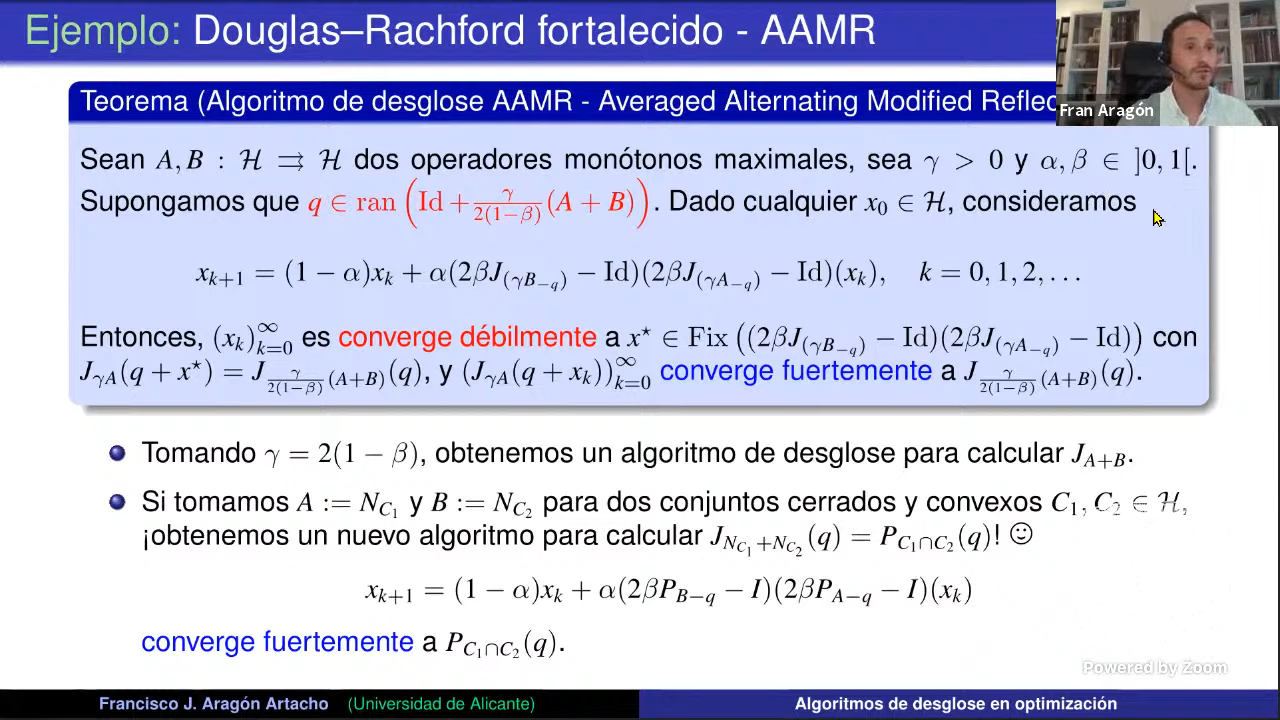 Ejemplo: Douglas–Rachford fortalecido - AAMR
Fran Aragón
Teorema (Algoritmo de desglose AAMR - Averaged Alternating Modified
Sean A, B : ℋ ⇉ ℋ dos operadores monótonos maximales, sea γ > 0 y α, β ∈ ]0, 1[.
Supongamos que q ∈ ran (Id + γ/2(1−β) (A + B)). Dado cualquier x₀ ∈ ℋ, consideramos
x_{k+1} = (1 − α)x_k + α(2βJ_{(γB_{−q})} − Id)(2βJ_{(γA_{−q})} − Id)(x_k), k = 0, 1, 2, . . .
Entonces, (x_k)_{k=0}^∞ es converge débilmente a x⋆ ∈ Fix ((2βJ_{(γB_{−q})} − Id)(2βJ_{(γA_{−q})} − Id)) con
J_{γA}(q + x⋆) = J_{γ/2(1−β) (A+B)}(q), y (J_{γA}(q + x_k))_{k=0}^∞ converge fuertemente a J_{γ/2(1−β) (A+B)}(q).
Tomando γ = 2(1 − β), obtenemos un algoritmo de desglose para calcular J_{A+B}.
Si tomamos A := N_{C₁} y B := N_{C₂} para dos conjuntos cerrados y convexos C₁, C₂ ∈ ℋ,
¡obtenemos un nuevo algoritmo para calcular J_{N_{C₁}+N_{C₂}}(q) = P_{C₁∩C₂}(q)! ☺
x_{k+1} = (1 − α)x_k + α(2βP_{B−q} − I)(2βP_{A−q} − I)(x_k)
converge fuertemente a P_{C₁∩C₂}(q).
Powered by Zoom
Francisco J. Aragón Artacho (Universidad de Alicante) Algoritmos de desglose en optimización